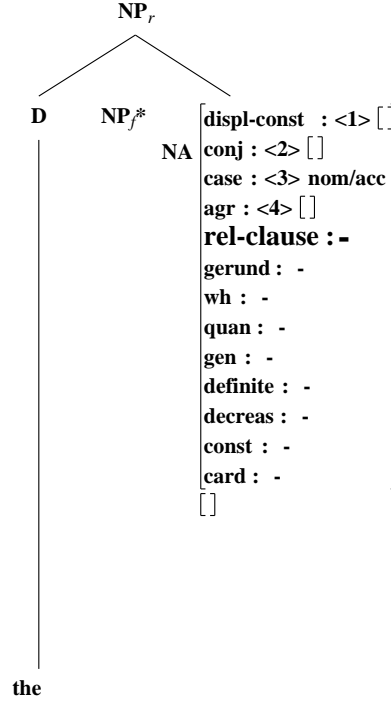 NPr
D NPf* displ-const : <1> []
NA conj : <2> []
case : <3> nom/acc
agr : <4> []
rel-clause : -
gerund : -
wh : -
quan : -
gen : -
definite : -
decreas : -
const : -
card : -
[]
the